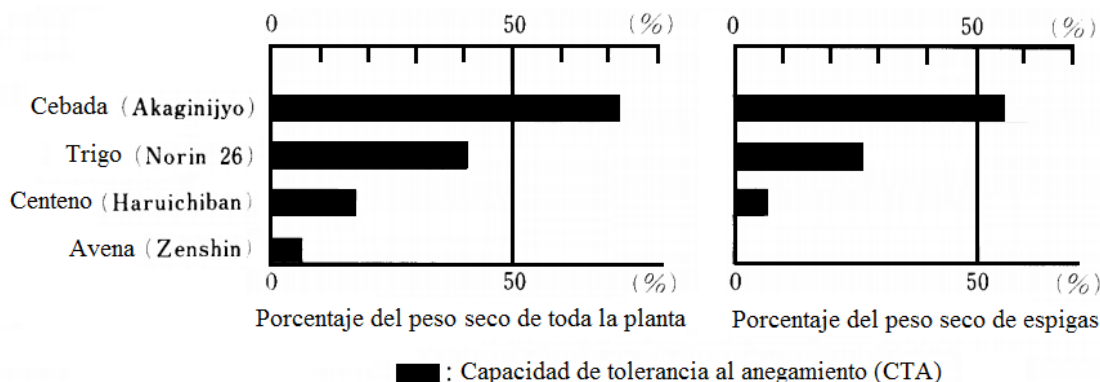 0 50 (%)
0 50 (%)
Cebada (Akaginijyo)
Trigo (Norin 26)
Centeno (Haruichiban)
Avena (Zenshin)
0 50 (%)
0 50 (%)
Porcentaje del peso seco de toda la planta
Porcentaje del peso seco de espigas
: Capacidad de tolerancia al anegamiento (CTA)